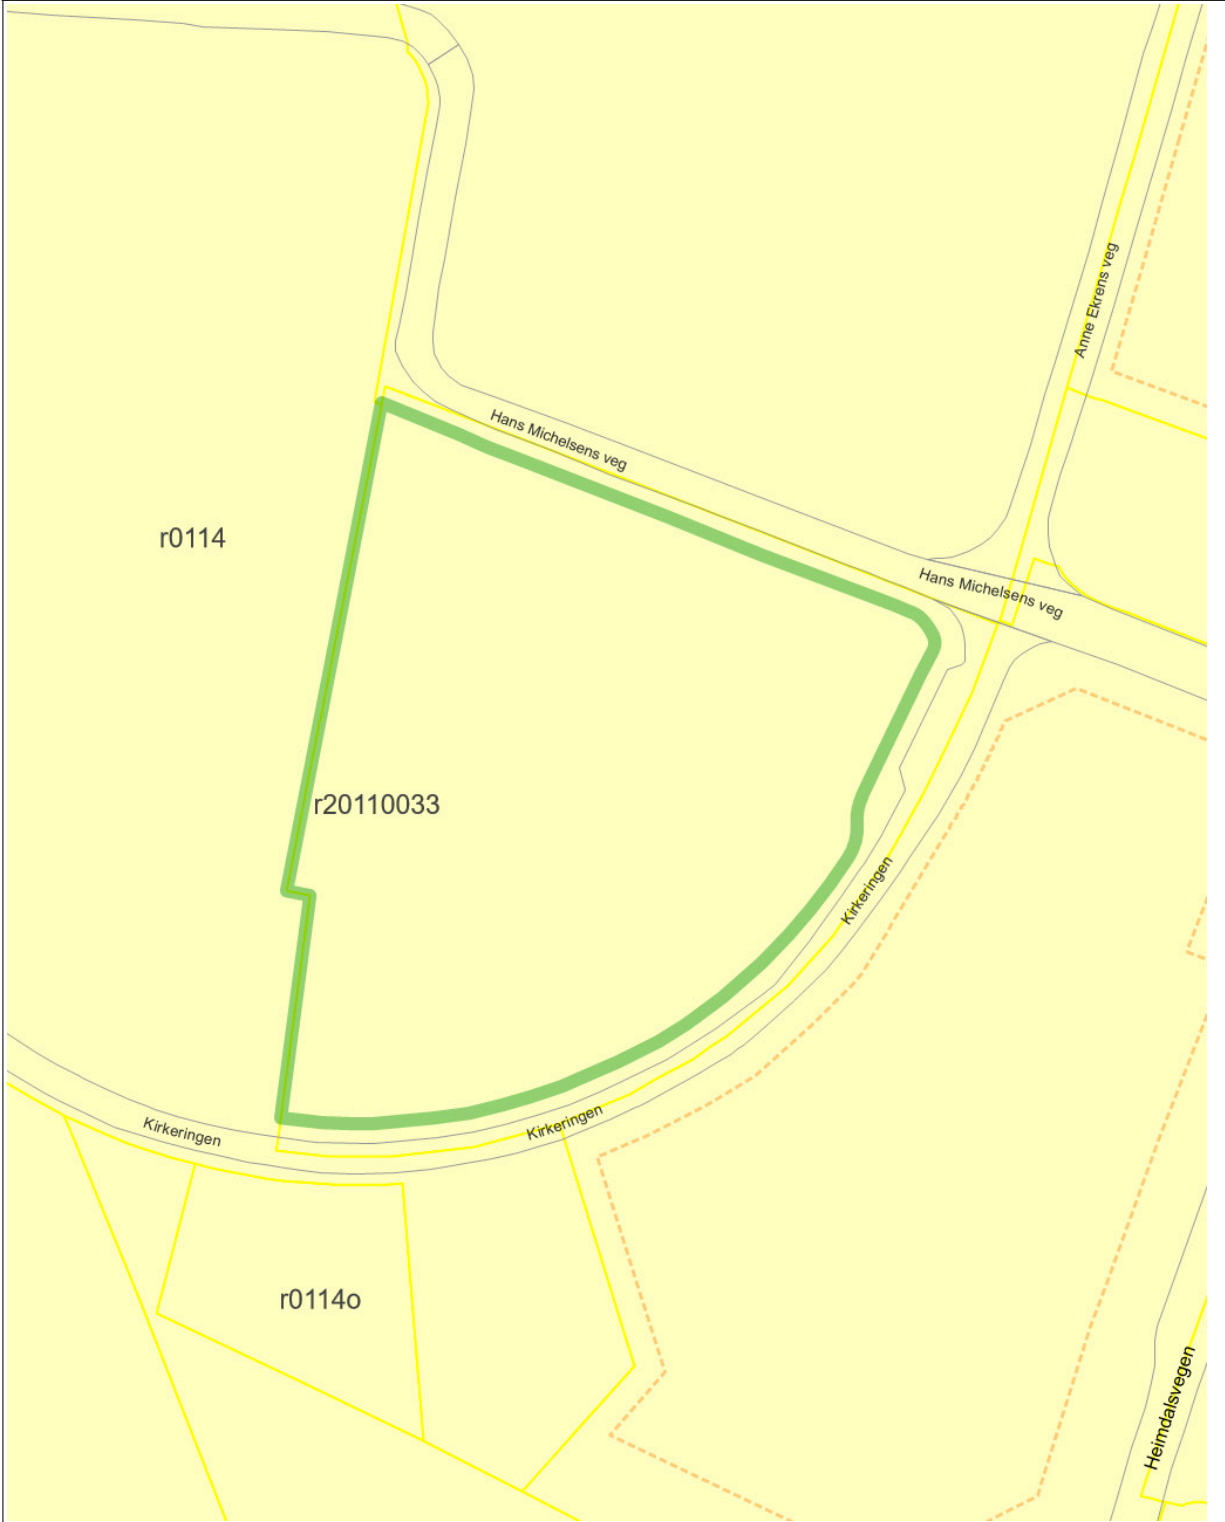 Anne Ekrens veg
Hans Michelsens veg
r0114
Hans Michelsens veg
r20110033
Kirkeringen
Kirkeringen
Kirkeringen
r0114o
Heimdalsvegen